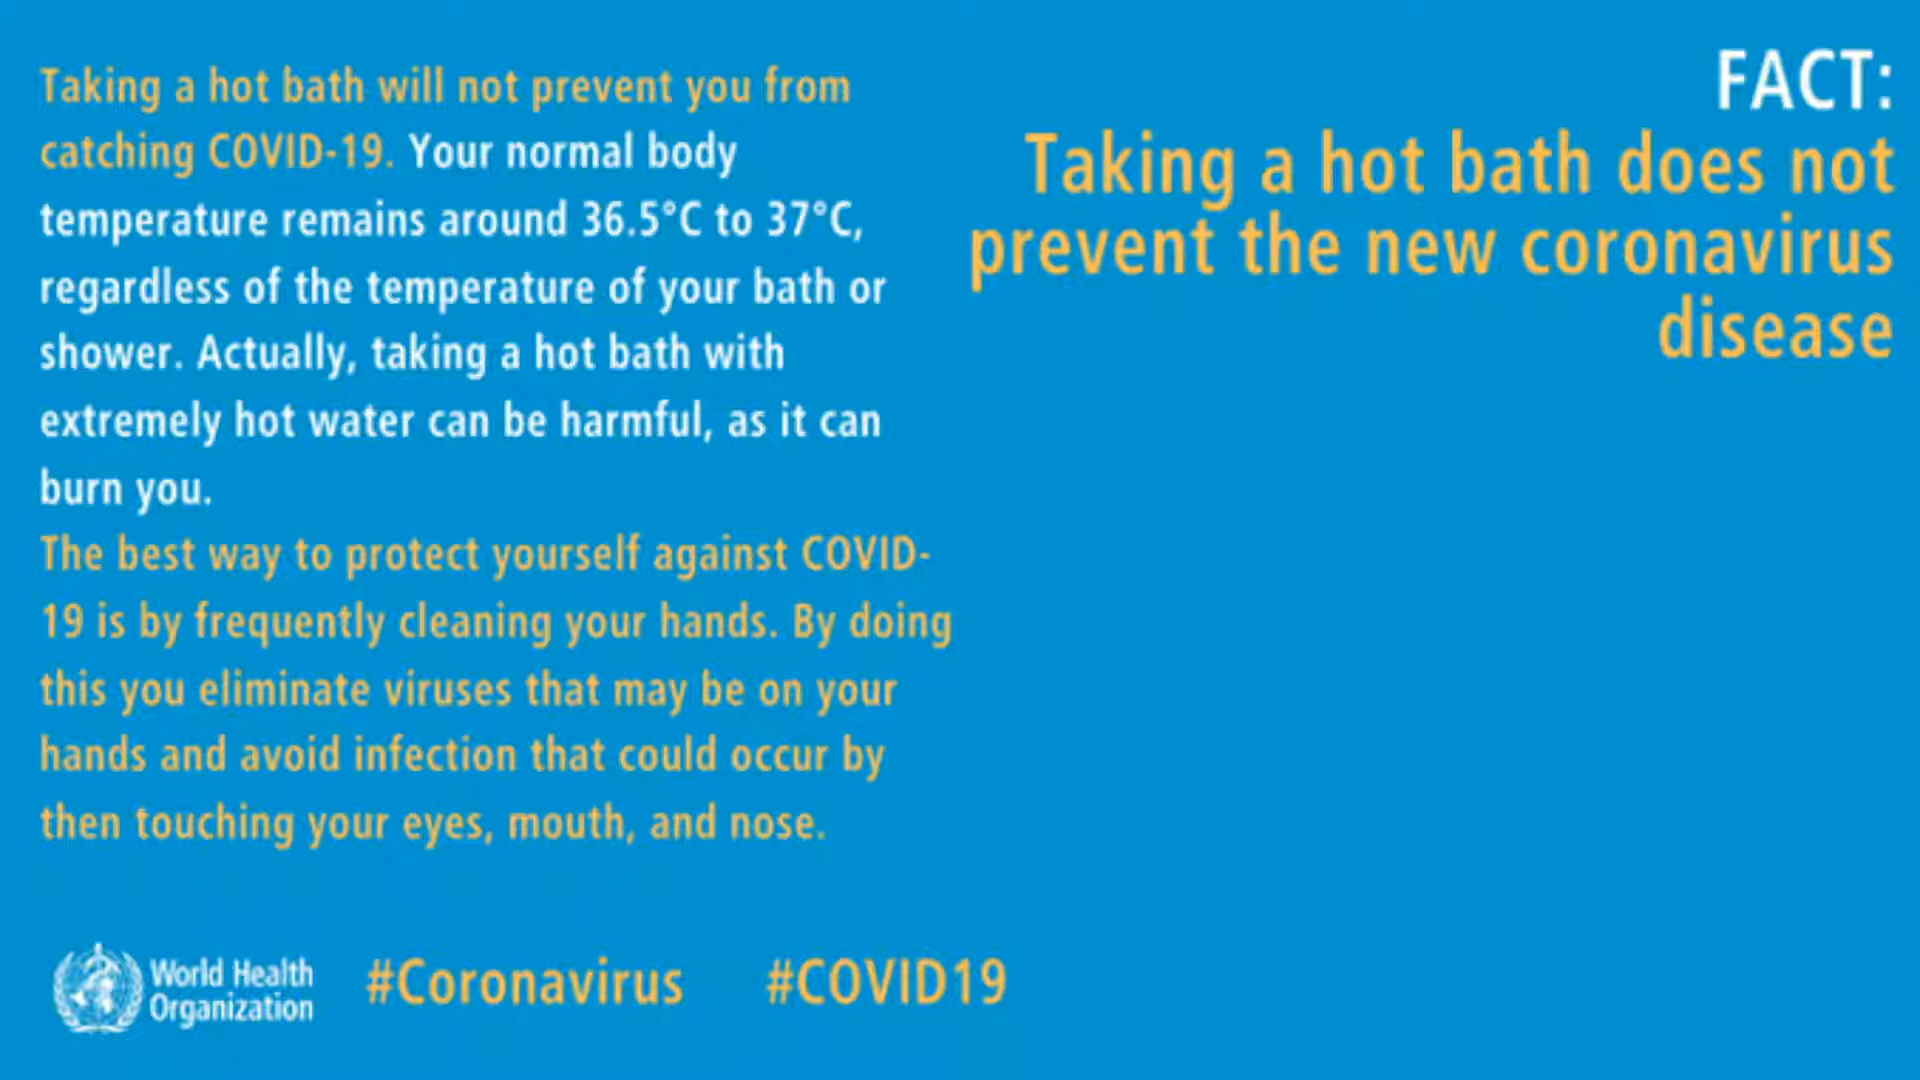 Taking a hot bath will not prevent you from
catching COVID-19. Your normal body
temperature remains around 36.5°C to 37°C,
regardless of the temperature of your bath or
shower. Actually, taking a hot bath with
extremely hot water can be harmful, as it can
burn you.
The best way to protect yourself against COVID-
19 is by frequently cleaning your hands. By doing
this you eliminate viruses that may be on your
hands and avoid infection that could occur by
then touching your eyes, mouth, and nose.
FACT:
Taking a hot bath does not
prevent the new coronavirus
disease
World Health
Organization
#Coronavirus #COVID19